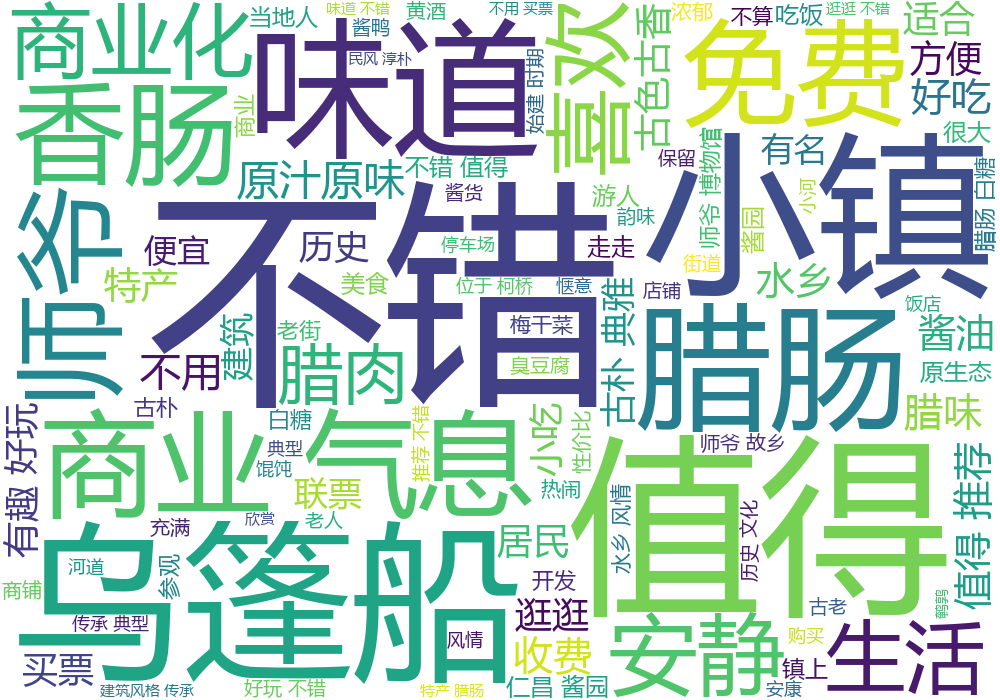 商业化
当地人
味道 不错
黄酒
不用 买票
浓郁
不算
吃饭
逛逛 不错
适合
酱鸭
味道
民风 淳朴
喜欢
古色古香
免费
方便
香肠
商业
始建 时期
好吃
很大
原汁原味
不错 值得
保留
师爷 博物馆
有名
小镇
腊肠 白糖
师爷
不错
酱货
游人
韵味
酱园
小河
便宜
历史
停车场
走走
街道
水乡
特产
美食
位于 柯桥
惬意
店铺
饭店
建筑
老街
梅干菜
古朴 典雅
腊肠
酱油
不用
腊肉
臭豆腐
原生态
古朴
白糖
推荐 不错
小吃
性价比
腊味
有趣 好玩
商业 气息
典型
馄饨
师爷 故乡
值得 推荐
联票
热闹
值得
充满
欣赏
老人
居民
水乡 风情
历史 文化
乌篷船
河道
参观
开发
商铺
古老
鹌鹑
传承 典型
风情
逛逛
安静
购买
生活
买票
收费
镇上
建筑风格 传承
好玩 不错
特产 腊肠
仁昌 酱园
安康